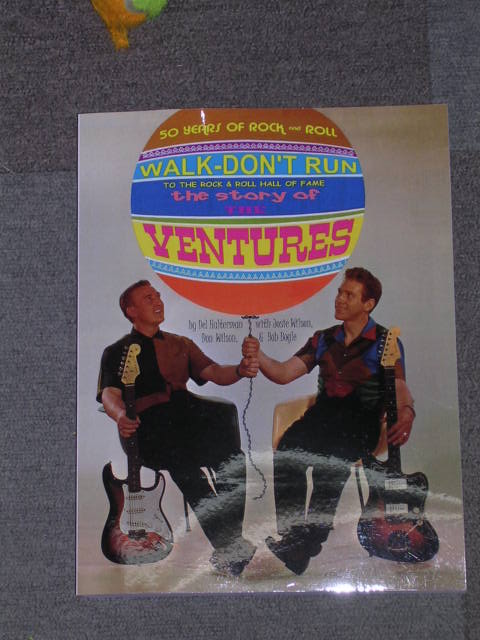 50 YEARS OF ROCK and ROLL
WALK-DON'T RUN
TO THE ROCK & ROLL HALL OF FAME
the story of
THE
VENTURES
by Del Halterman with Josie Wilson,
Don Wilson, & Bob Bogle